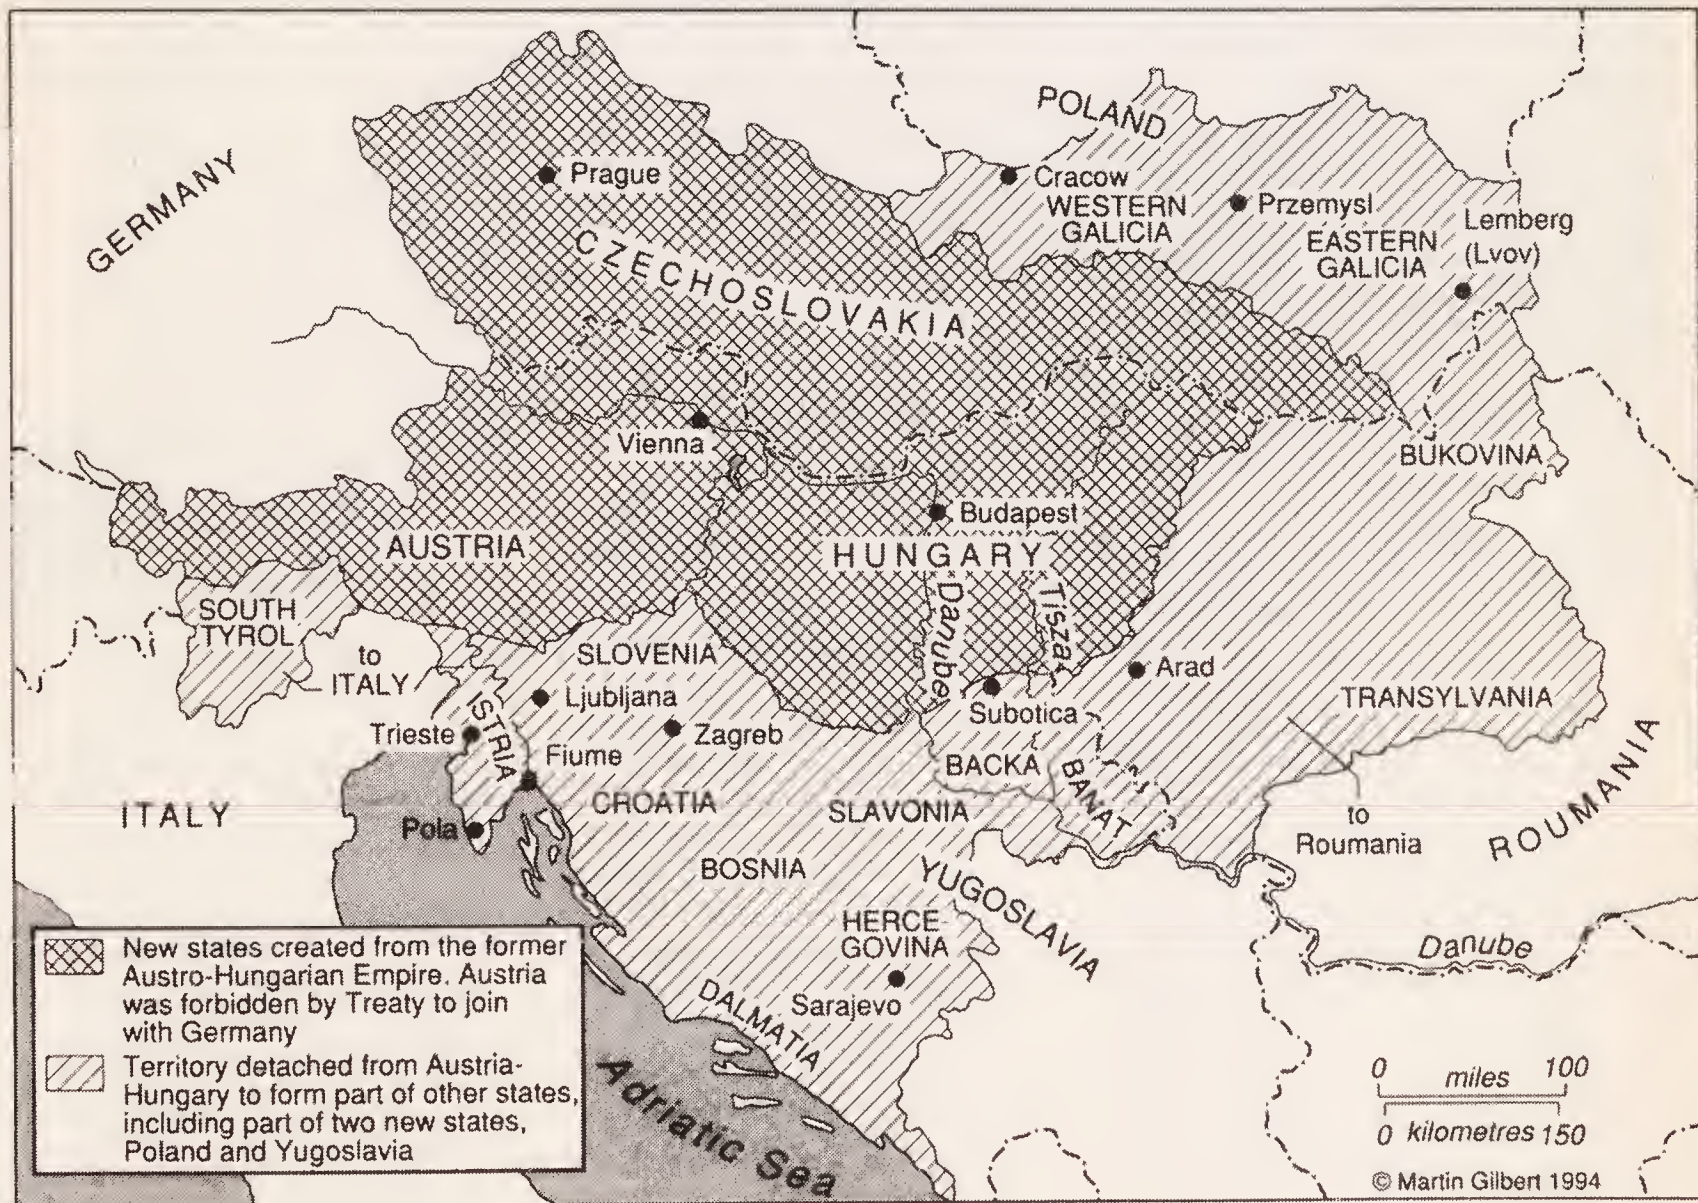 POLAND
GERMANY
Prague
Cracow
WESTERN
GALICIA
Przemysl
Lemberg
(Lvov)
EASTERN
GALICIA
CZECHOSLOVAKIA
Vienna
BUKOVINA
Budapest
AUSTRIA
HUNGARY
Danube
Tisza
SOUTH
TYROL
to
ITALY
SLOVENIA
Ljubljana
Arad
TRANSYLVANIA
Subotica
Trieste
ISTRIA
Zagreb
Fiume
BACKA
BANAT
ITALY
CROATIA
SLAVONIA
to
Roumania
ROUMANIA
Pola
BOSNIA
YUGOSLAVIA
HERCE
GOVINA
Danube
Sarajevo
DALMATIA
Adriatic Sea
New states created from the former
Austro-Hungarian Empire. Austria
was forbidden by Treaty to join
with Germany
Territory detached from Austria-
Hungary to form part of other states,
including part of two new states,
Poland and Yugoslavia
0 miles 100
0 kilometres 150
© Martin Gilbert 1994